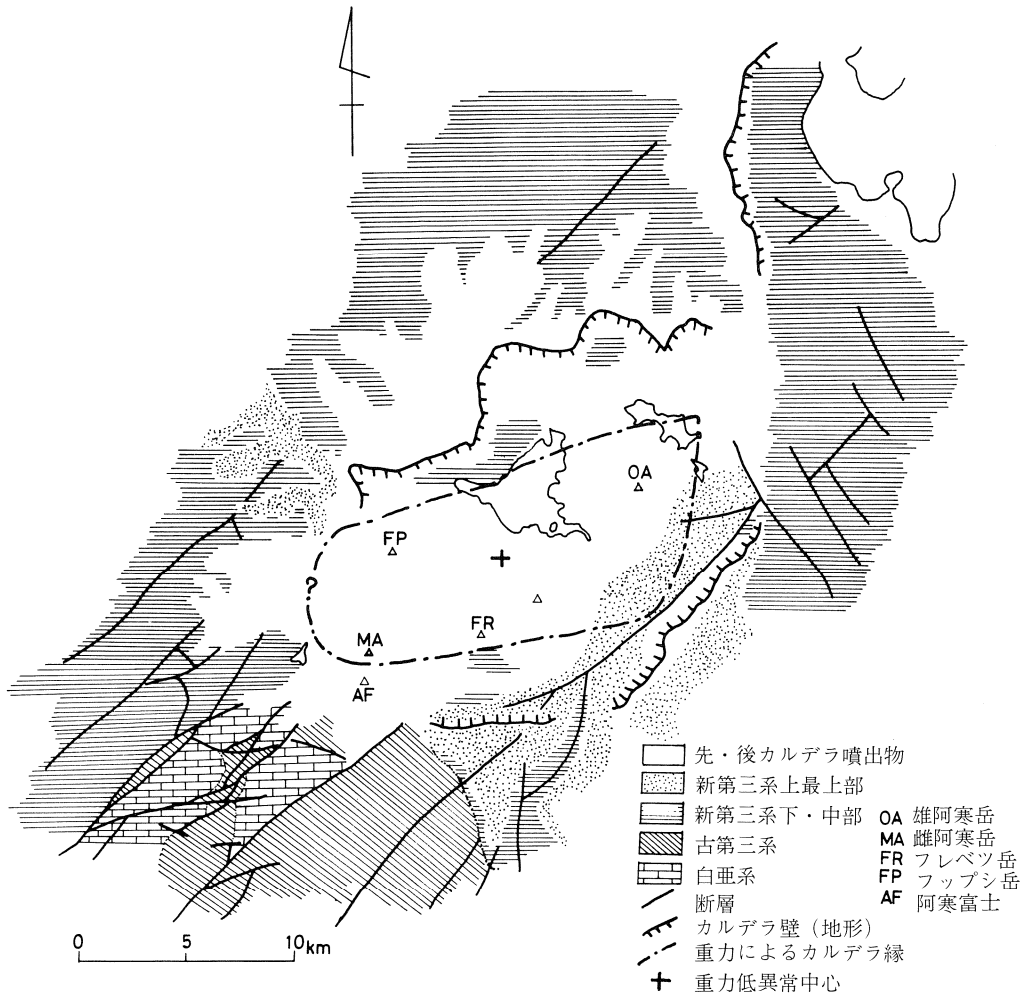 OA
FP
?
FR
MA
AF
先・後カルデラ噴出物
新第三系上最上部
新第三系下・中部
古第三系
白亜系
断層
カルデラ壁（地形）
重力によるカルデラ縁
重力低異常中心
OA 雄阿寒岳
MA 雌阿寒岳
FR フレベツ岳
FP フップシ岳
AF 阿寒富士
0 5 10km